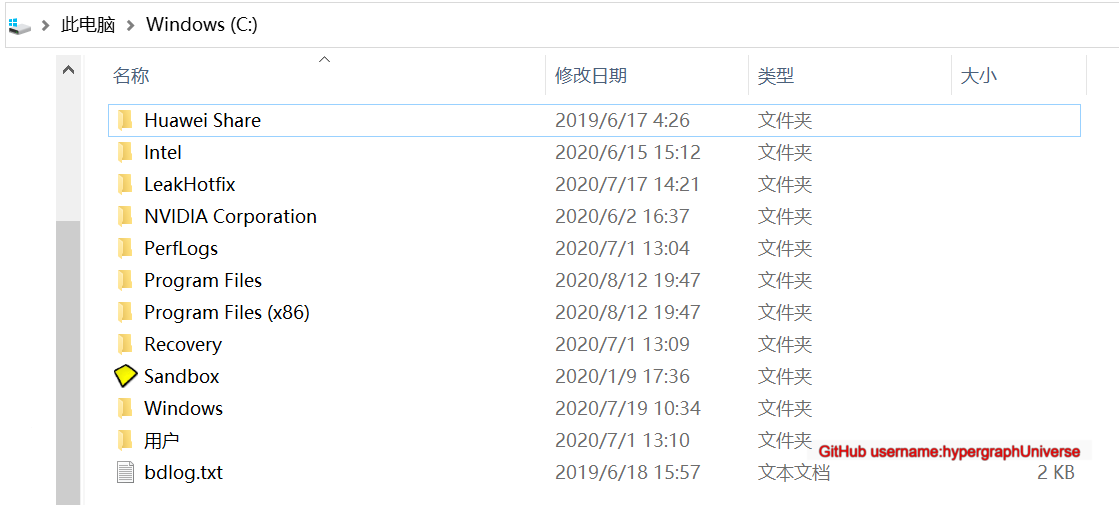 此电脑 Windows (C:)
名称 修改日期 类型 大小
Huawei Share 2019/6/17 4:26 文件夹
Intel 2020/6/15 15:12 文件夹
LeakHotfix 2020/7/17 14:21 文件夹
NVIDIA Corporation 2020/6/2 16:37 文件夹
PerfLogs 2020/7/1 13:04 文件夹
Program Files 2020/8/12 19:47 文件夹
Program Files (x86) 2020/8/12 19:47 文件夹
Recovery 2020/7/1 13:09 文件夹
Sandbox 2020/1/9 17:36 文件夹
Windows 2020/7/19 10:34 文件夹
用户 2020/7/1 13:10 文件夹
GitHub username:hypergraphUniverse
bdlog.txt 2019/6/18 15:57 文本文档 2 KB